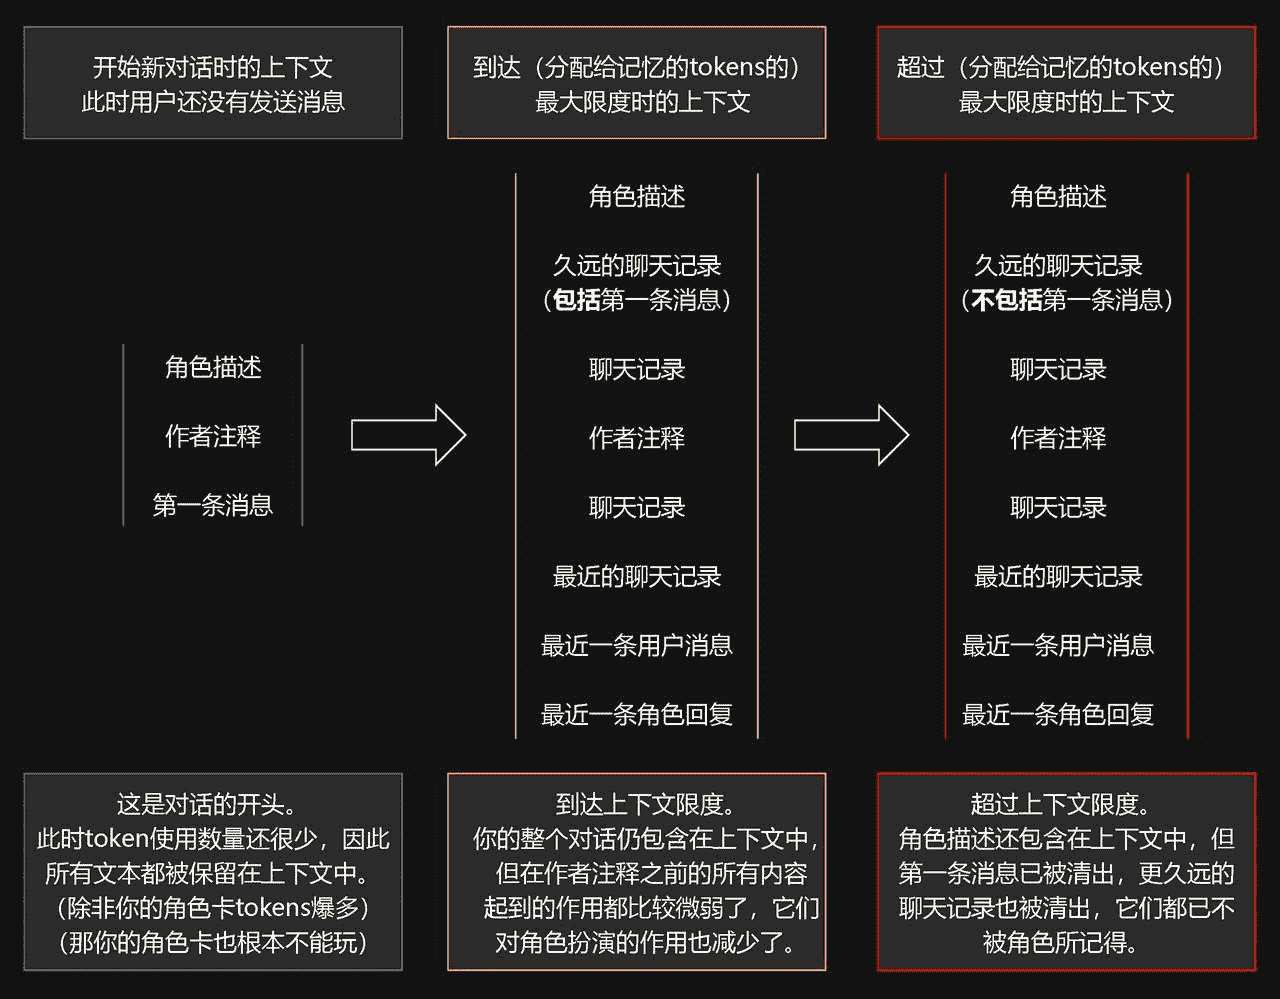 开始新对话时的上下文
此时用户还没有发送消息
角色描述
作者注释
第一条消息
这是对话的开头。
此时token使用数量还很少，因此
所有文本都被保留在上下文中。
（除非你的角色卡tokens爆多）
（那你的角色卡也根本不能玩）
到达（分配给记忆的tokens的）
最大限度时的上下文
角色描述
久远的聊天记录
（包括第一条消息）
聊天记录
作者注释
聊天记录
最近的聊天记录
最近一条用户消息
最近一条角色回复
到达上下文限度。
你的整个对话仍包含在上下文中，
但在作者注释之前的所有内容
起到的作用都比较微弱了，它们
对角色扮演的作用也减少了。
超过（分配给记忆的tokens的）
最大限度时的上下文
角色描述
久远的聊天记录
（不包括第一条消息）
聊天记录
作者注释
聊天记录
最近的聊天记录
最近一条用户消息
最近一条角色回复
超过上下文限度。
角色描述还包含在上下文中，但
第一条消息已被清出，更久远的
聊天记录也被清出，它们都已不
被角色所记得。